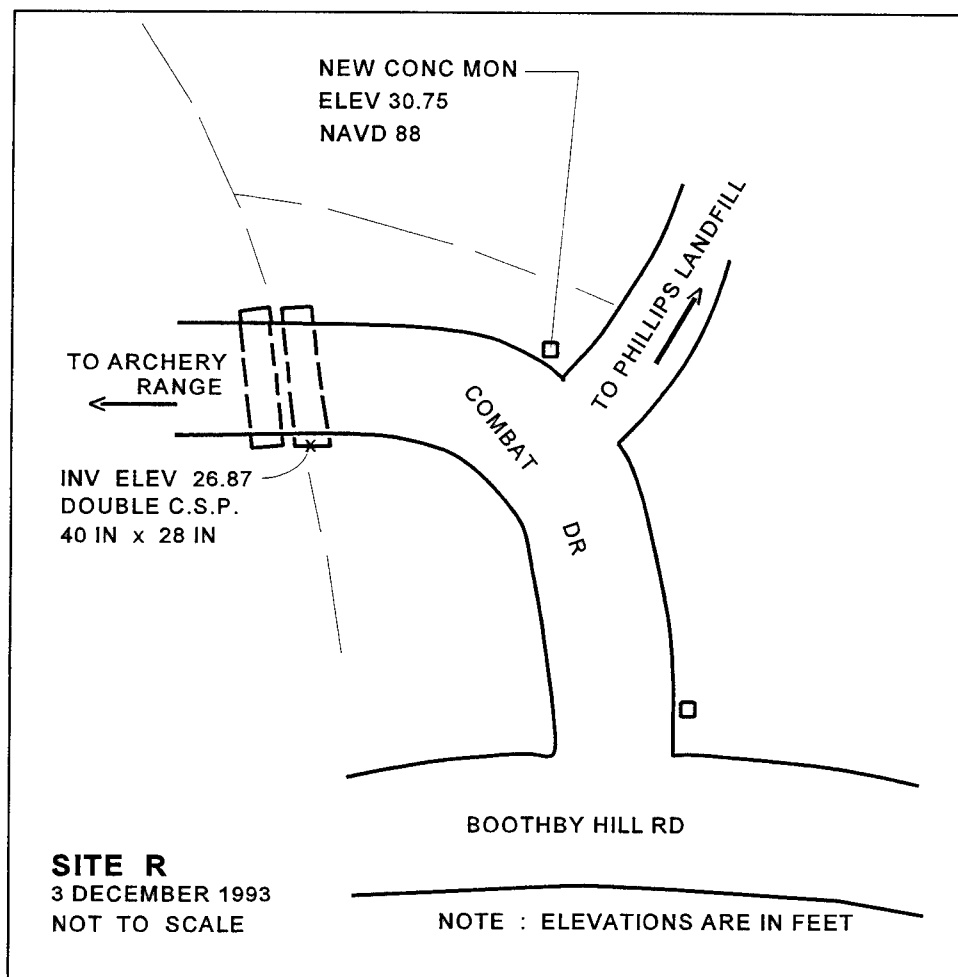 NEW CONC MON
ELEV 30.75
NAVD 88
TO PHILLIPS LANDFILL
TO ARCHERY
RANGE
COMBAT
DR
INV ELEV 26.87
DOUBLE C.S.P.
40 IN x 28 IN
BOOTHBY HILL RD
SITE R
3 DECEMBER 1993
NOT TO SCALE
NOTE : ELEVATIONS ARE IN FEET